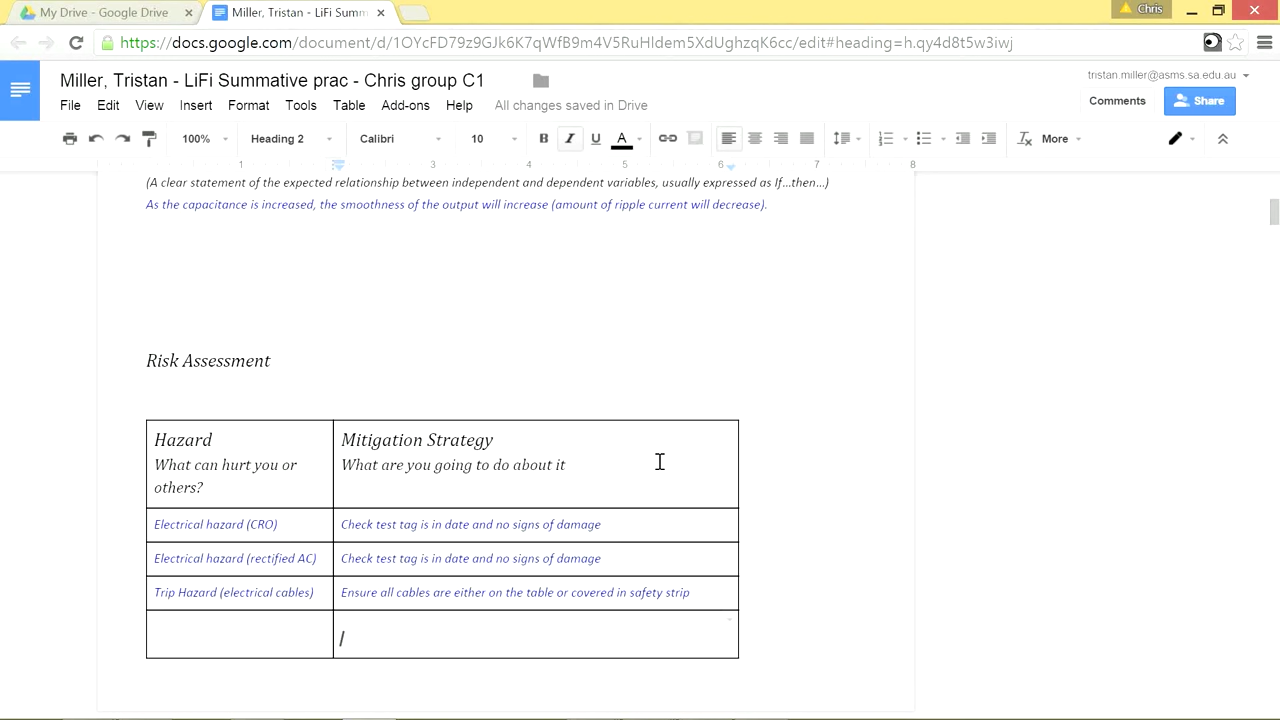 My Drive - Google Drive
Miller, Tristan - LiFi Summ
Chris
https://docs.google.com/document/d/1OYcFD79z9GJk6K7qWfB9m4V5RuHldem5XdUghzqK6cc/edit#heading=h.qy4d8t5w3iwj
Miller, Tristan - LiFi Summative prac - Chris group C1
tristan.miller@asms.sa.edu.au
File Edit View Insert Format Tools Table Add-ons Help All changes saved in Drive
Comments
Share
100% Heading 2 Calibri 10 B I U A More
1 3 4 5 6 7 8
(A clear statement of the expected relationship between independent and dependent variables, usually expressed as If...then...)
As the capacitance is increased, the smoothness of the output will increase (amount of ripple current will decrease).
Risk Assessment
Hazard
What can hurt you or
others?
Mitigation Strategy
What are you going to do about it
Electrical hazard (CRO)
Check test tag is in date and no signs of damage
Electrical hazard (rectified AC)
Check test tag is in date and no signs of damage
Trip Hazard (electrical cables)
Ensure all cables are either on the table or covered in safety strip